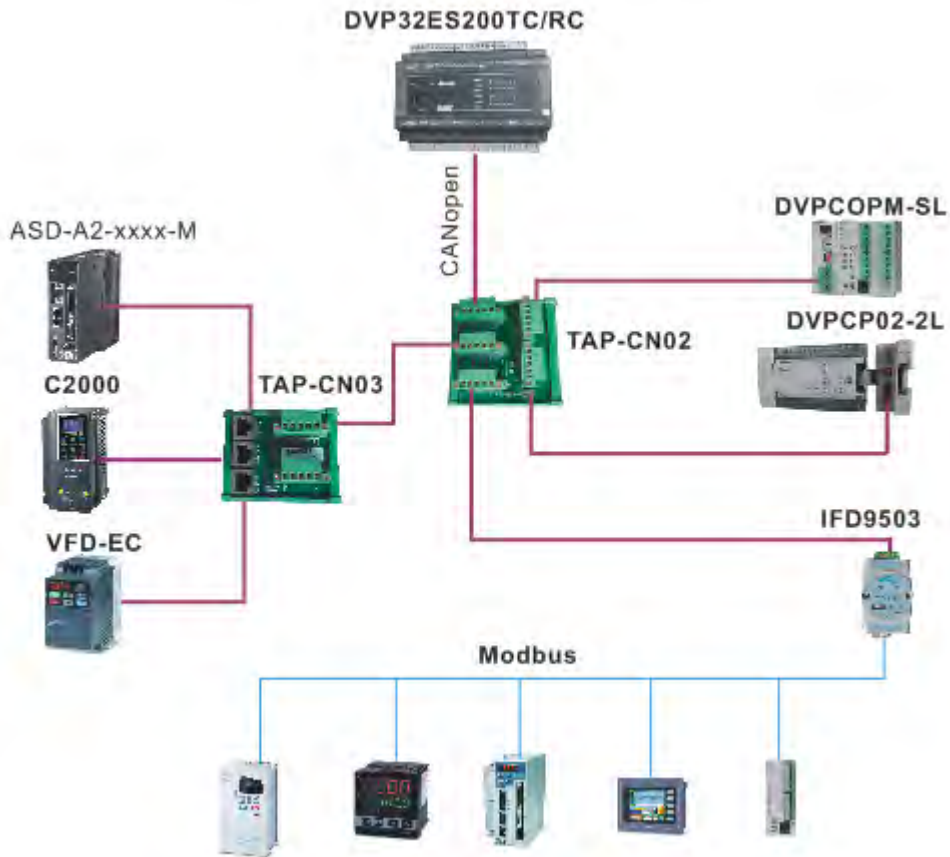 DVP32ES200TC/RC
CANopen
DVPCOPM-SL
ASD-A2-xxxx-M
TAP-CN02
DVPCP02-2L
C2000
TAP-CN03
IFD9503
VFD-EC
Modbus